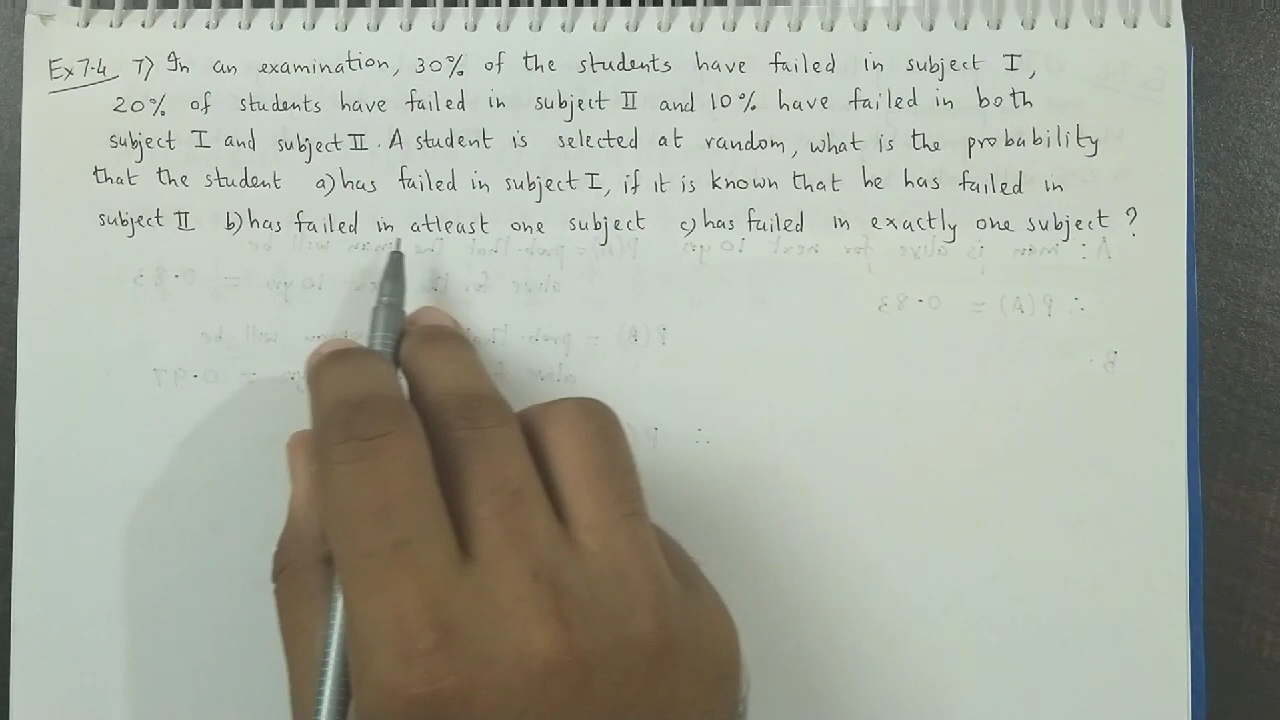 Ex 7.4 7) In an examination, 30% of the students have failed in subject I,
20% of students have failed in subject II and 10% have failed in both
subject I and subject II. A student is selected at random, what is the probability
that the student a) has failed in subject I, if it is known that he has failed in
subject II b) has failed in atleast one subject c) has failed in exactly one subject ?